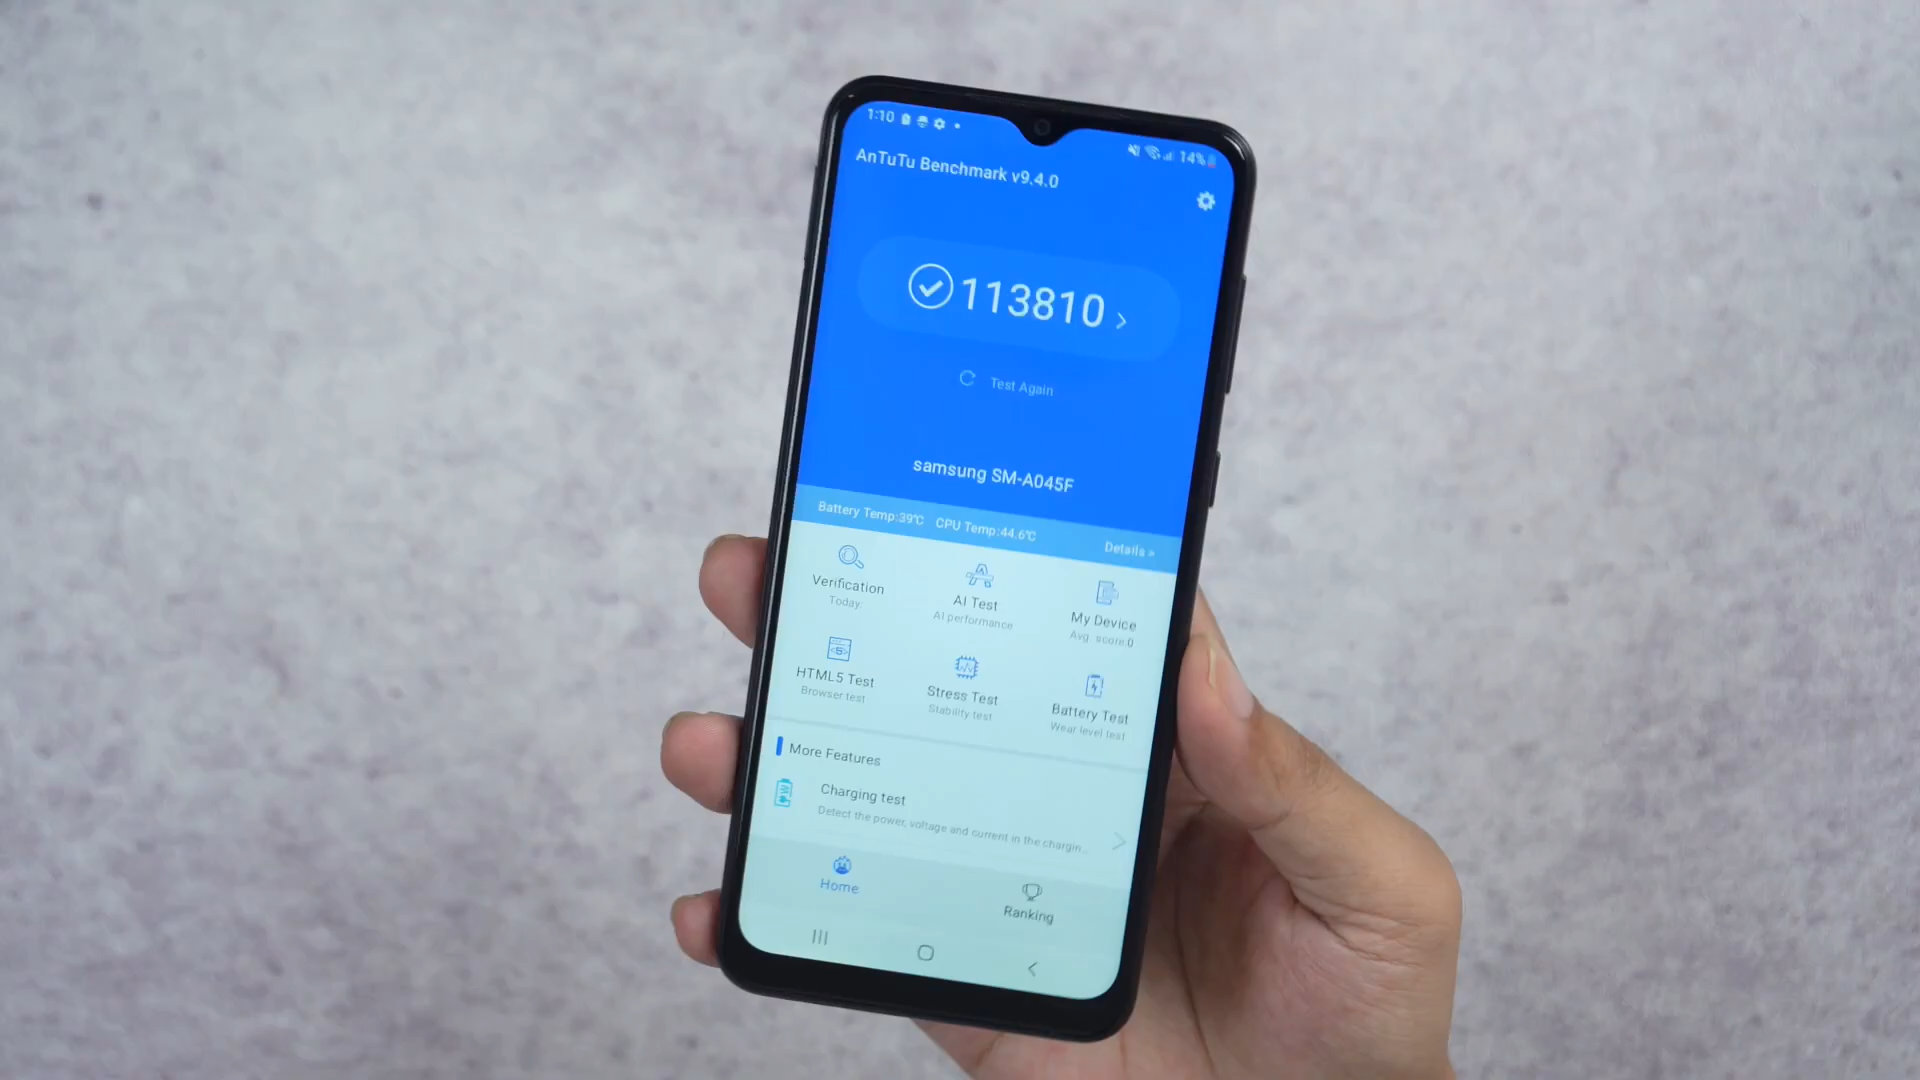 1:10 14%
AnTuTu Benchmark v9.4.0
113810
Test Again
samsung SM-A045F
Battery Temp:39℃ CPU Temp:44.6℃ Details »
Verification AI Test My Device
Today: AI performance Avg. score:0
HTML5 Test Stress Test Battery Test
Browser test Stability test Wear level test
More Features
Charging test
Detect the power, voltage and current in the chargin...
Home Ranking